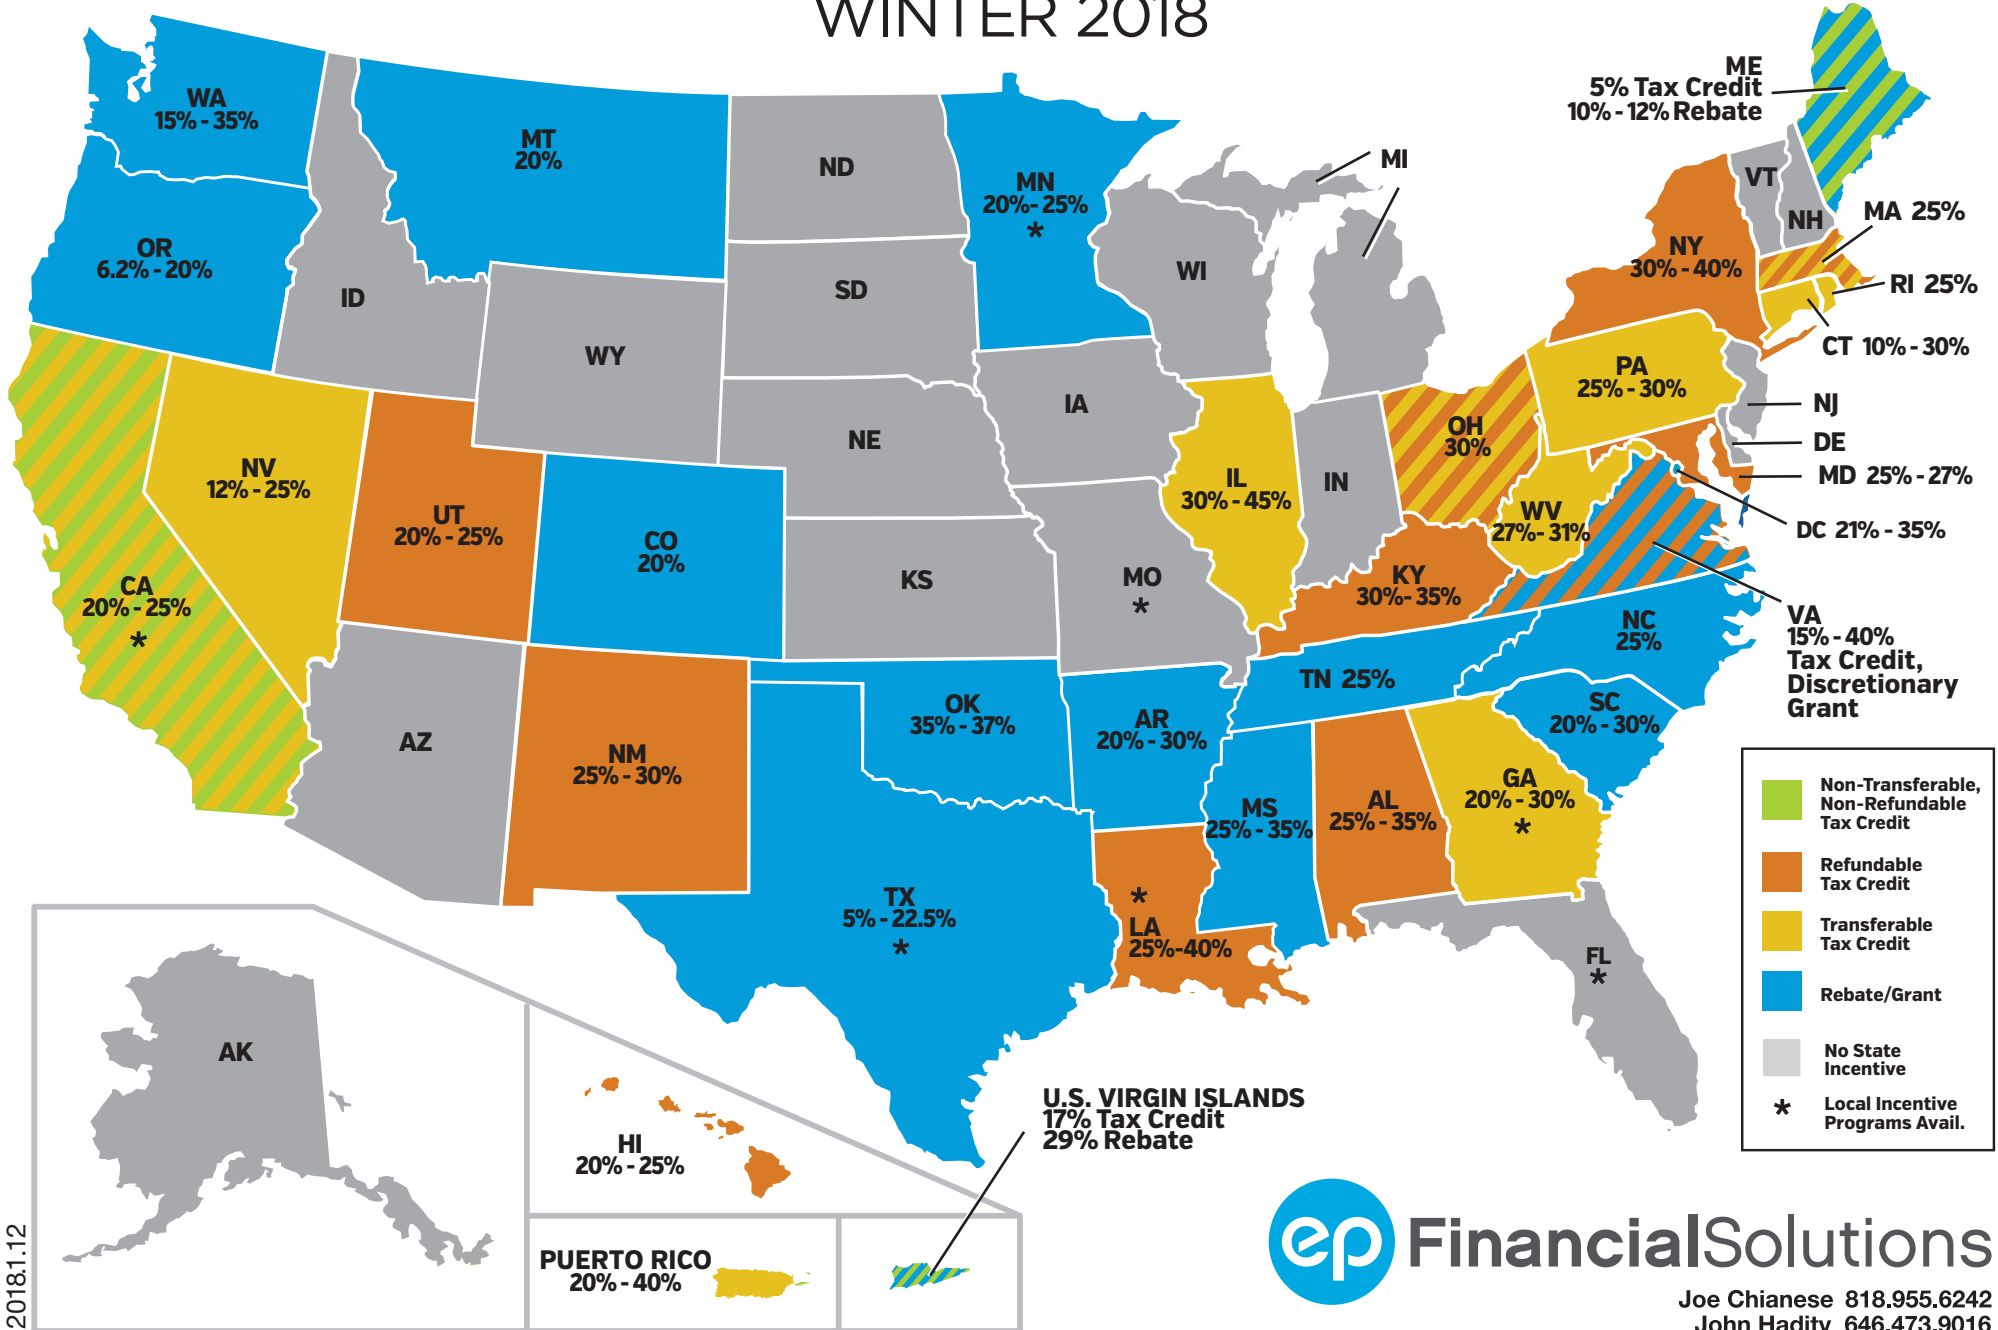 WINTER 2018
WA
15% - 35%
MT
20%
ND
MN
20%- 25%
*
MI
ME
5% Tax Credit
10% - 12% Rebate
VT
NH
MA 25%
OR
6.2% - 20%
ID
SD
WI
NY
30% - 40%
RI 25%
CT 10% - 30%
WY
PA
25% - 30%
IA
NJ
NE
OH
30%
DE
NV
12% - 25%
IL
30% - 45%
IN
MD 25% - 27%
UT
20% - 25%
WV
27%- 31%
DC 21% - 35%
CO
20%
KS
MO
*
KY
30%- 35%
CA
20% - 25%
*
VA
15% - 40%
Tax Credit,
Discretionary
Grant
NC
25%
TN 25%
AZ
NM
25% - 30%
OK
35% - 37%
AR
20% - 30%
SC
20% - 30%
MS
25% - 35%
AL
25% - 35%
GA
20% - 30%
*
TX
5% - 22.5%
*
*
LA
25%-40%
FL
*
Non-Transferable,
Non-Refundable
Tax Credit
Refundable
Tax Credit
Transferable
Tax Credit
Rebate/Grant
No State
Incentive
* Local Incentive
Programs Avail.
AK
HI
20% - 25%
U.S. VIRGIN ISLANDS
17% Tax Credit
29% Rebate
PUERTO RICO
20% - 40%
2018.1.12
ep FinancialSolutions
Joe Chianese 818.955.6242
John Hadity 646.473.9016